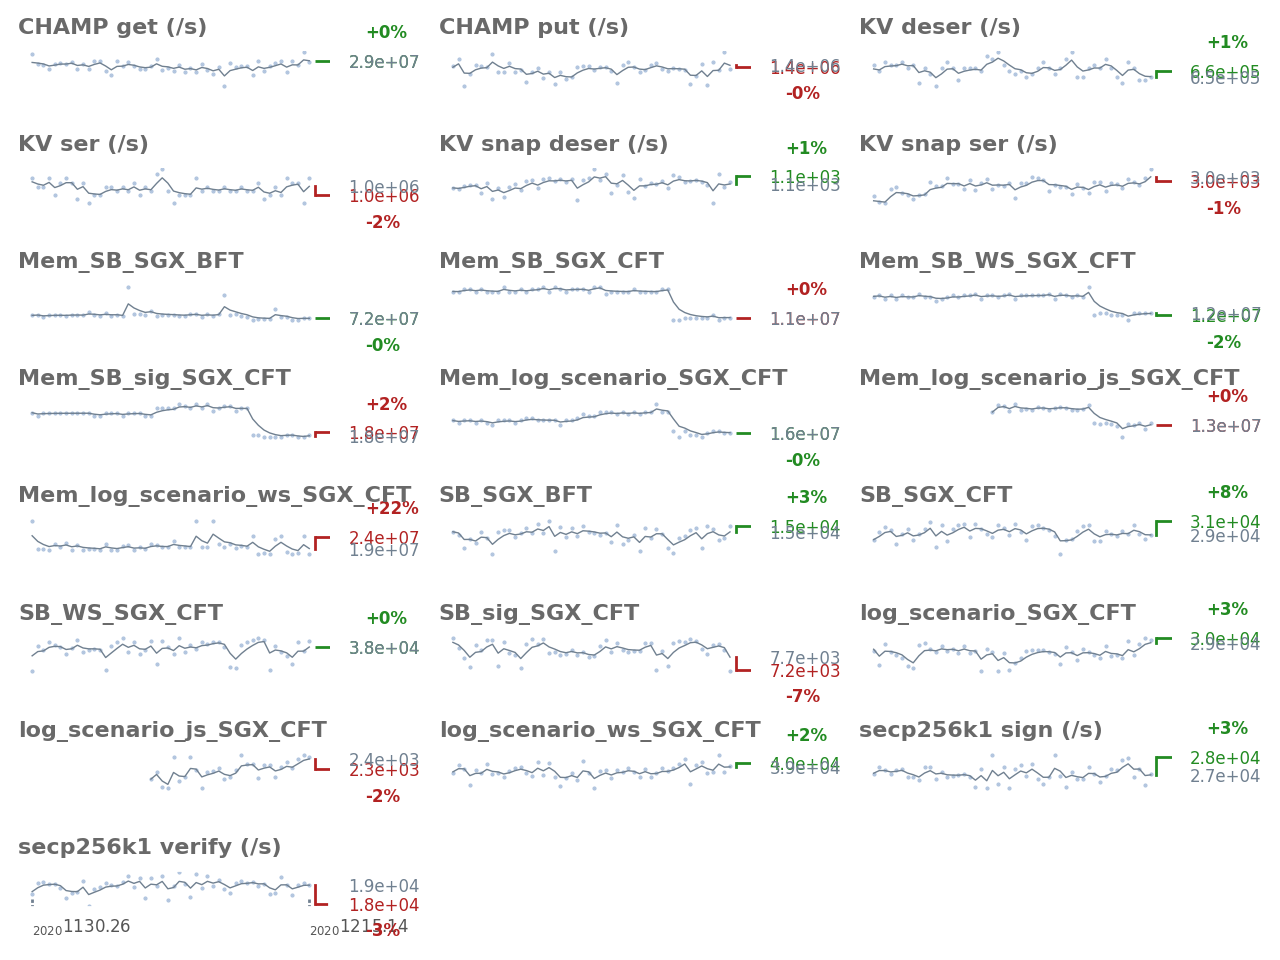 CHAMP get (/s)
+0%
2.9e+07
CHAMP put (/s)
1.4e+06
1.4e+06
-0%
KV deser (/s)
+1%
6.6e+05
6.5e+05
KV ser (/s)
1.0e+06
1.0e+06
-2%
KV snap deser (/s)
+1%
1.1e+03
1.1e+03
KV snap ser (/s)
3.0e+03
3.0e+03
-1%
Mem_SB_SGX_BFT
7.2e+07
-0%
Mem_SB_SGX_CFT
+0%
1.1e+07
Mem_SB_WS_SGX_CFT
1.2e+07
1.2e+07
-2%
Mem_SB_sig_SGX_CFT
+2%
1.8e+07
1.8e+07
Mem_log_scenario_SGX_CFT
1.6e+07
-0%
Mem_log_scenario_js_SGX_CFT
+0%
1.3e+07
Mem_log_scenario_ws_SGX_CFT
+22%
2.4e+07
1.9e+07
SB_SGX_BFT
+3%
1.5e+04
1.5e+04
SB_SGX_CFT
+8%
3.1e+04
2.9e+04
SB_WS_SGX_CFT
+0%
3.8e+04
SB_sig_SGX_CFT
7.7e+03
7.2e+03
-7%
log_scenario_SGX_CFT
+3%
3.0e+04
2.9e+04
log_scenario_js_SGX_CFT
2.4e+03
2.3e+03
-2%
log_scenario_ws_SGX_CFT
+2%
4.0e+04
3.9e+04
secp256k1 sign (/s)
+3%
2.8e+04
2.7e+04
secp256k1 verify (/s)
1.9e+04
1.8e+04
-3%
2020 1130.26
2020 1215.14